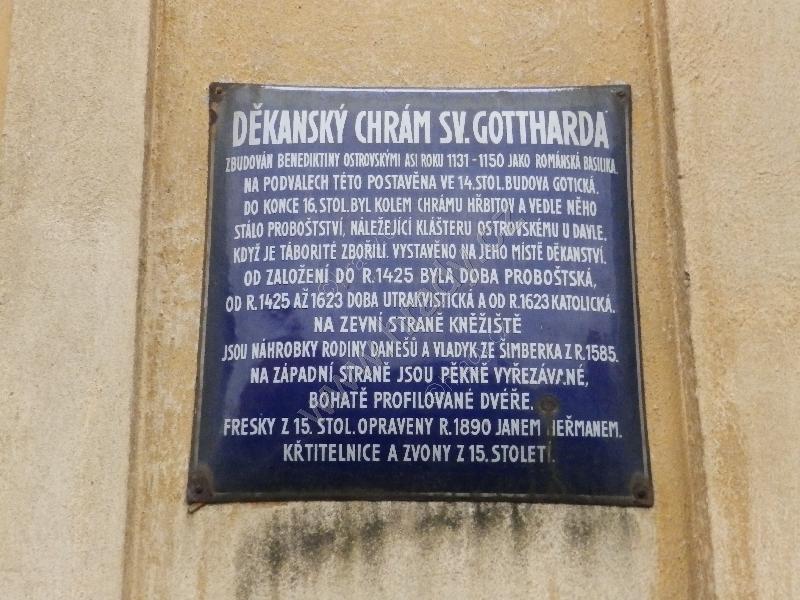 DĚKANSKÝ CHRÁM SV. GOTTHARDA
ZBUDOVÁN BENEDIKTINY OSTROVSKÝMI ASI ROKU 1131-1150 JAKO ROMÁNSKÁ BASILIKA.
NA PODVALECH TÉTO POSTAVĚNA VE 14. STOL. BUDOVA GOTICKÁ.
DO KONCE 16. STOL. BYL KOLEM CHRÁMU HŘBITOV A VEDLE NĚHO
STÁLO PROBOŠTSTVÍ, NÁLEŽEJÍCÍ KLÁŠTERU OSTROVSKÉMU U DAVLE,
KDYŽ JE TÁBORITÉ ZBOŘILI. VYSTAVĚNO NA JEHO MÍSTĚ DĚKANSTVÍ.
OD ZALOŽENÍ DO R.1425 BYLA DOBA PROBOŠTSKÁ,
OD R.1425 AŽ 1623 DOBA UTRAKVISTICKÁ A OD R.1623 KATOLICKÁ.
NA ZEVNÍ STRANĚ KNĚŽIŠTĚ
JSOU NÁHROBKY RODINY DANEŠŮ A VLADYK ZE ŠIMBERKA Z R.1585.
NA ZÁPADNÍ STRANĚ JSOU PĚKNĚ VYŘEZÁVANÉ,
BOHATĚ PROFILOVANÉ DVÉŘE.
FRESKY Z 15. STOL. OPRAVENY R.1890 JANEM HEŘMANEM.
KŘTITELNICE A ZVONY Z 15. STOLETÍ.